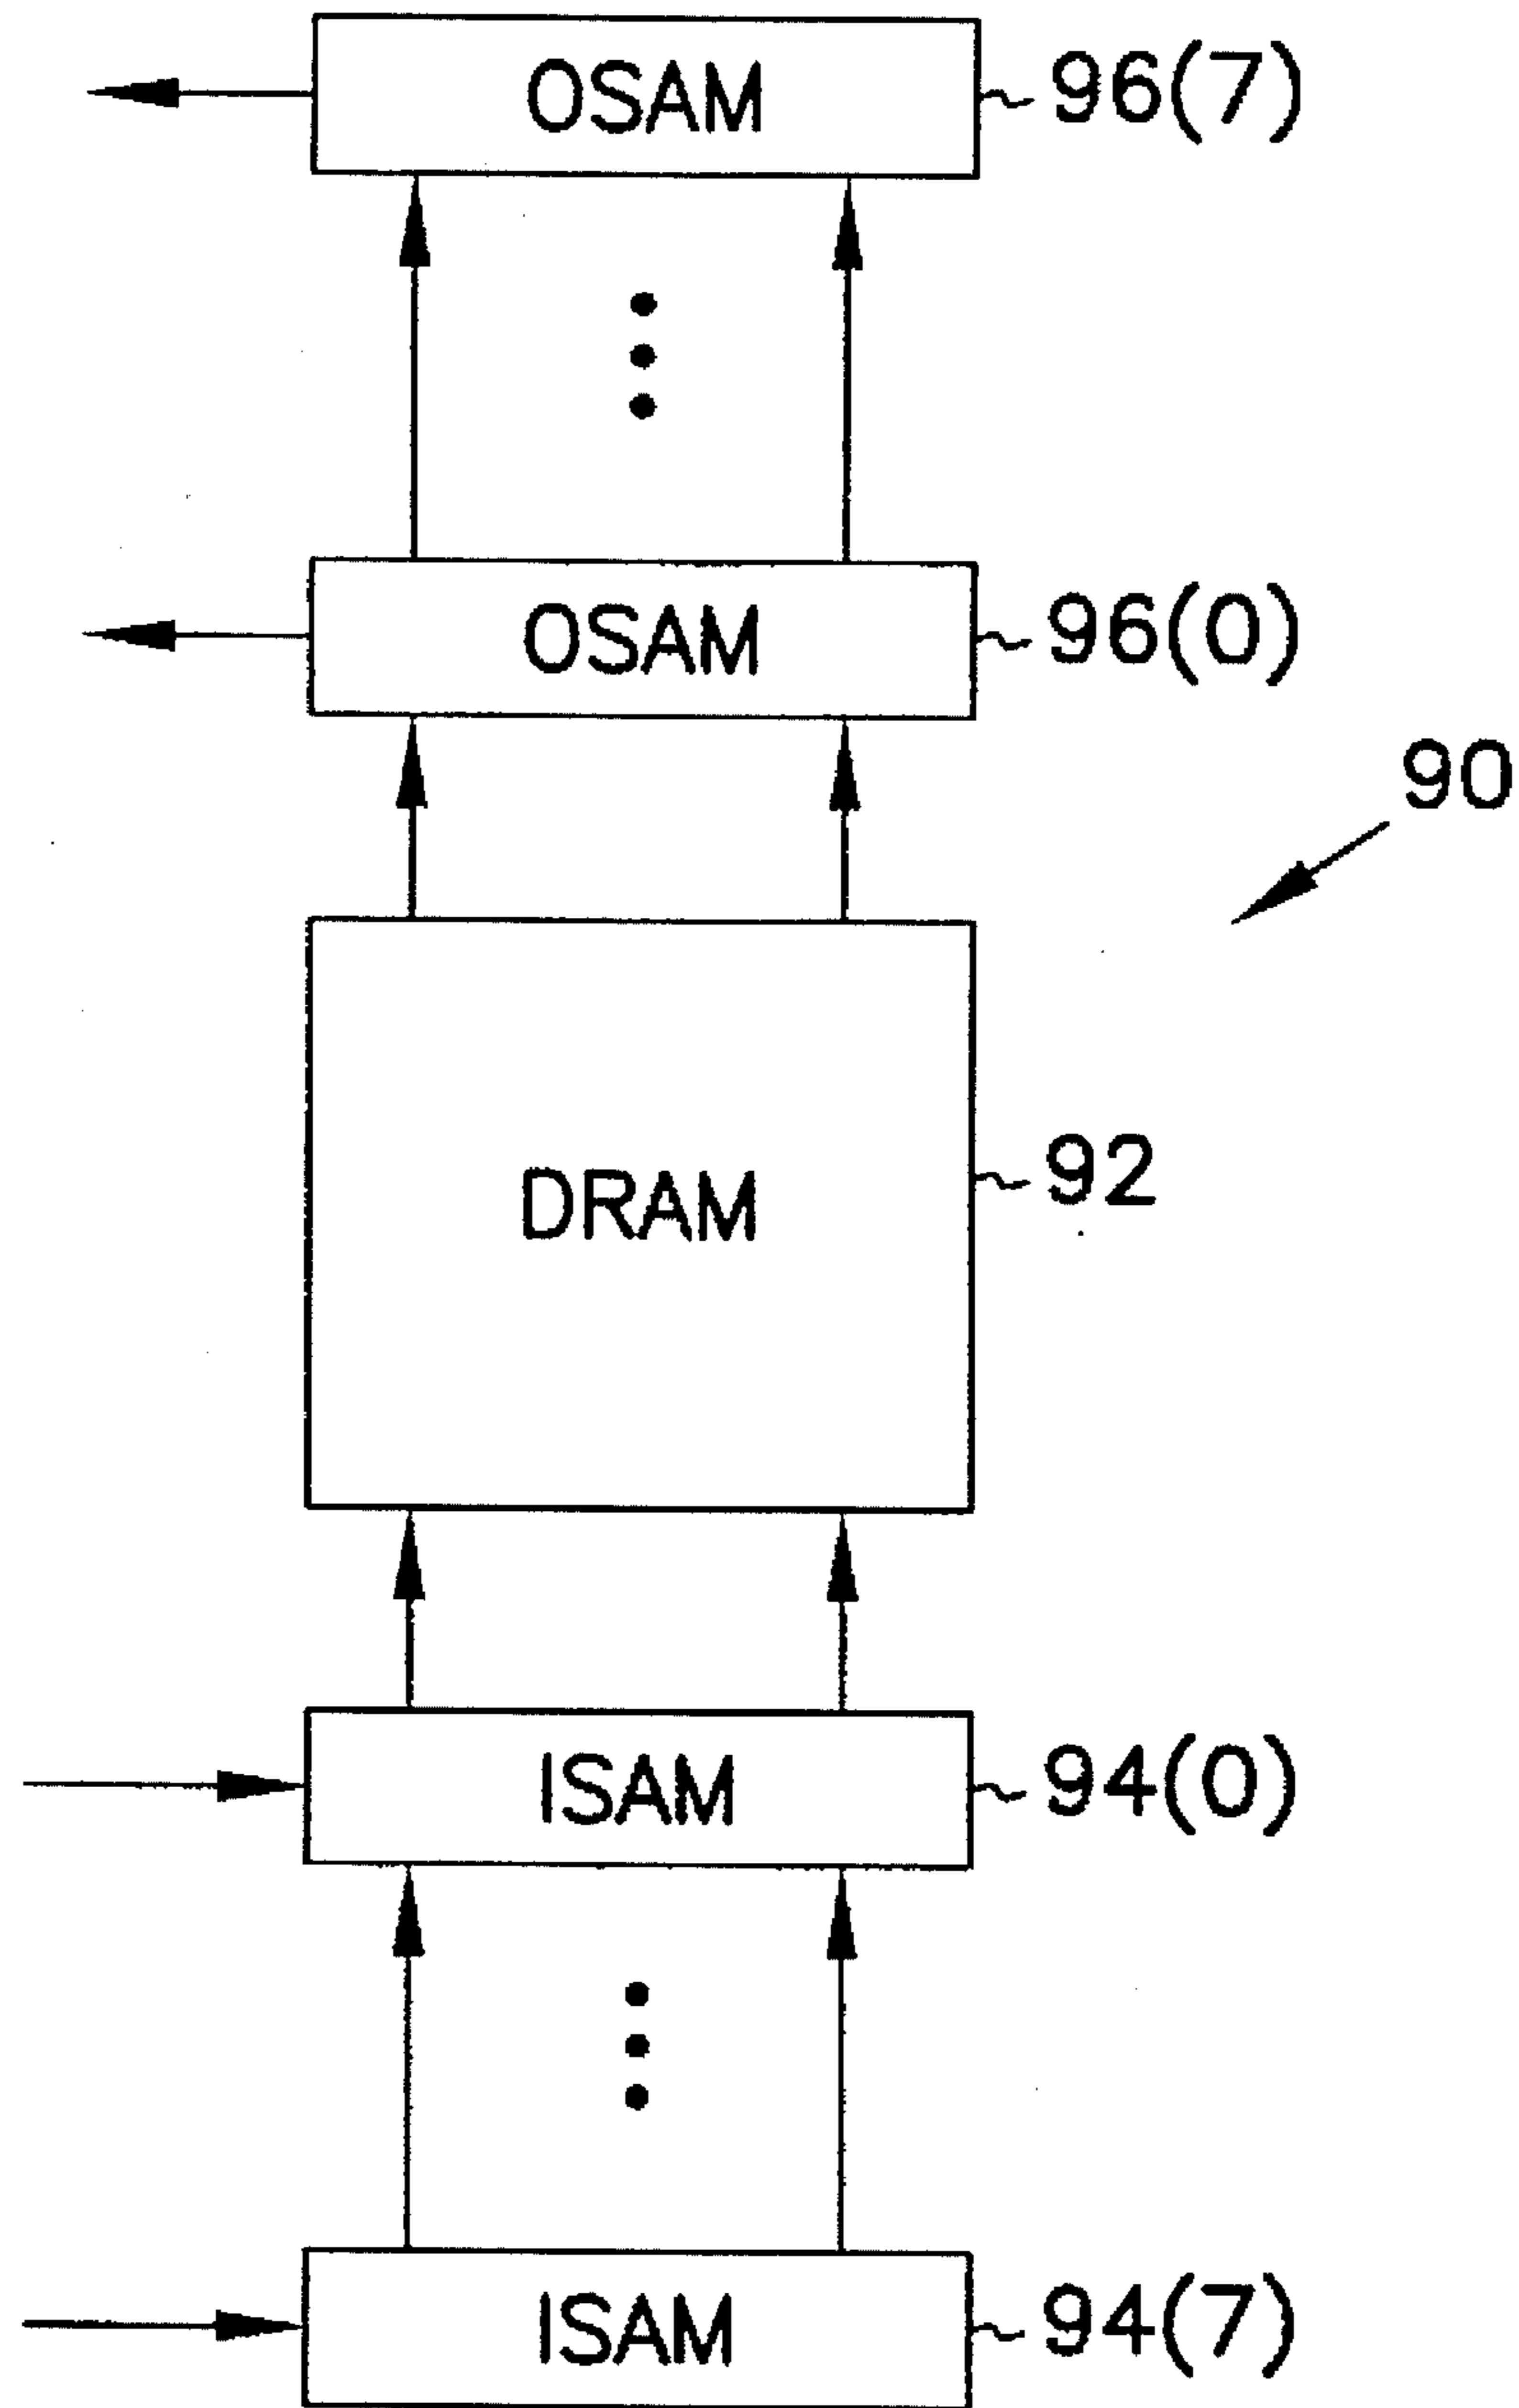 OSAM 96(7)
OSAM 96(0)
90
DRAM 92
ISAM 94(0)
ISAM 94(7)